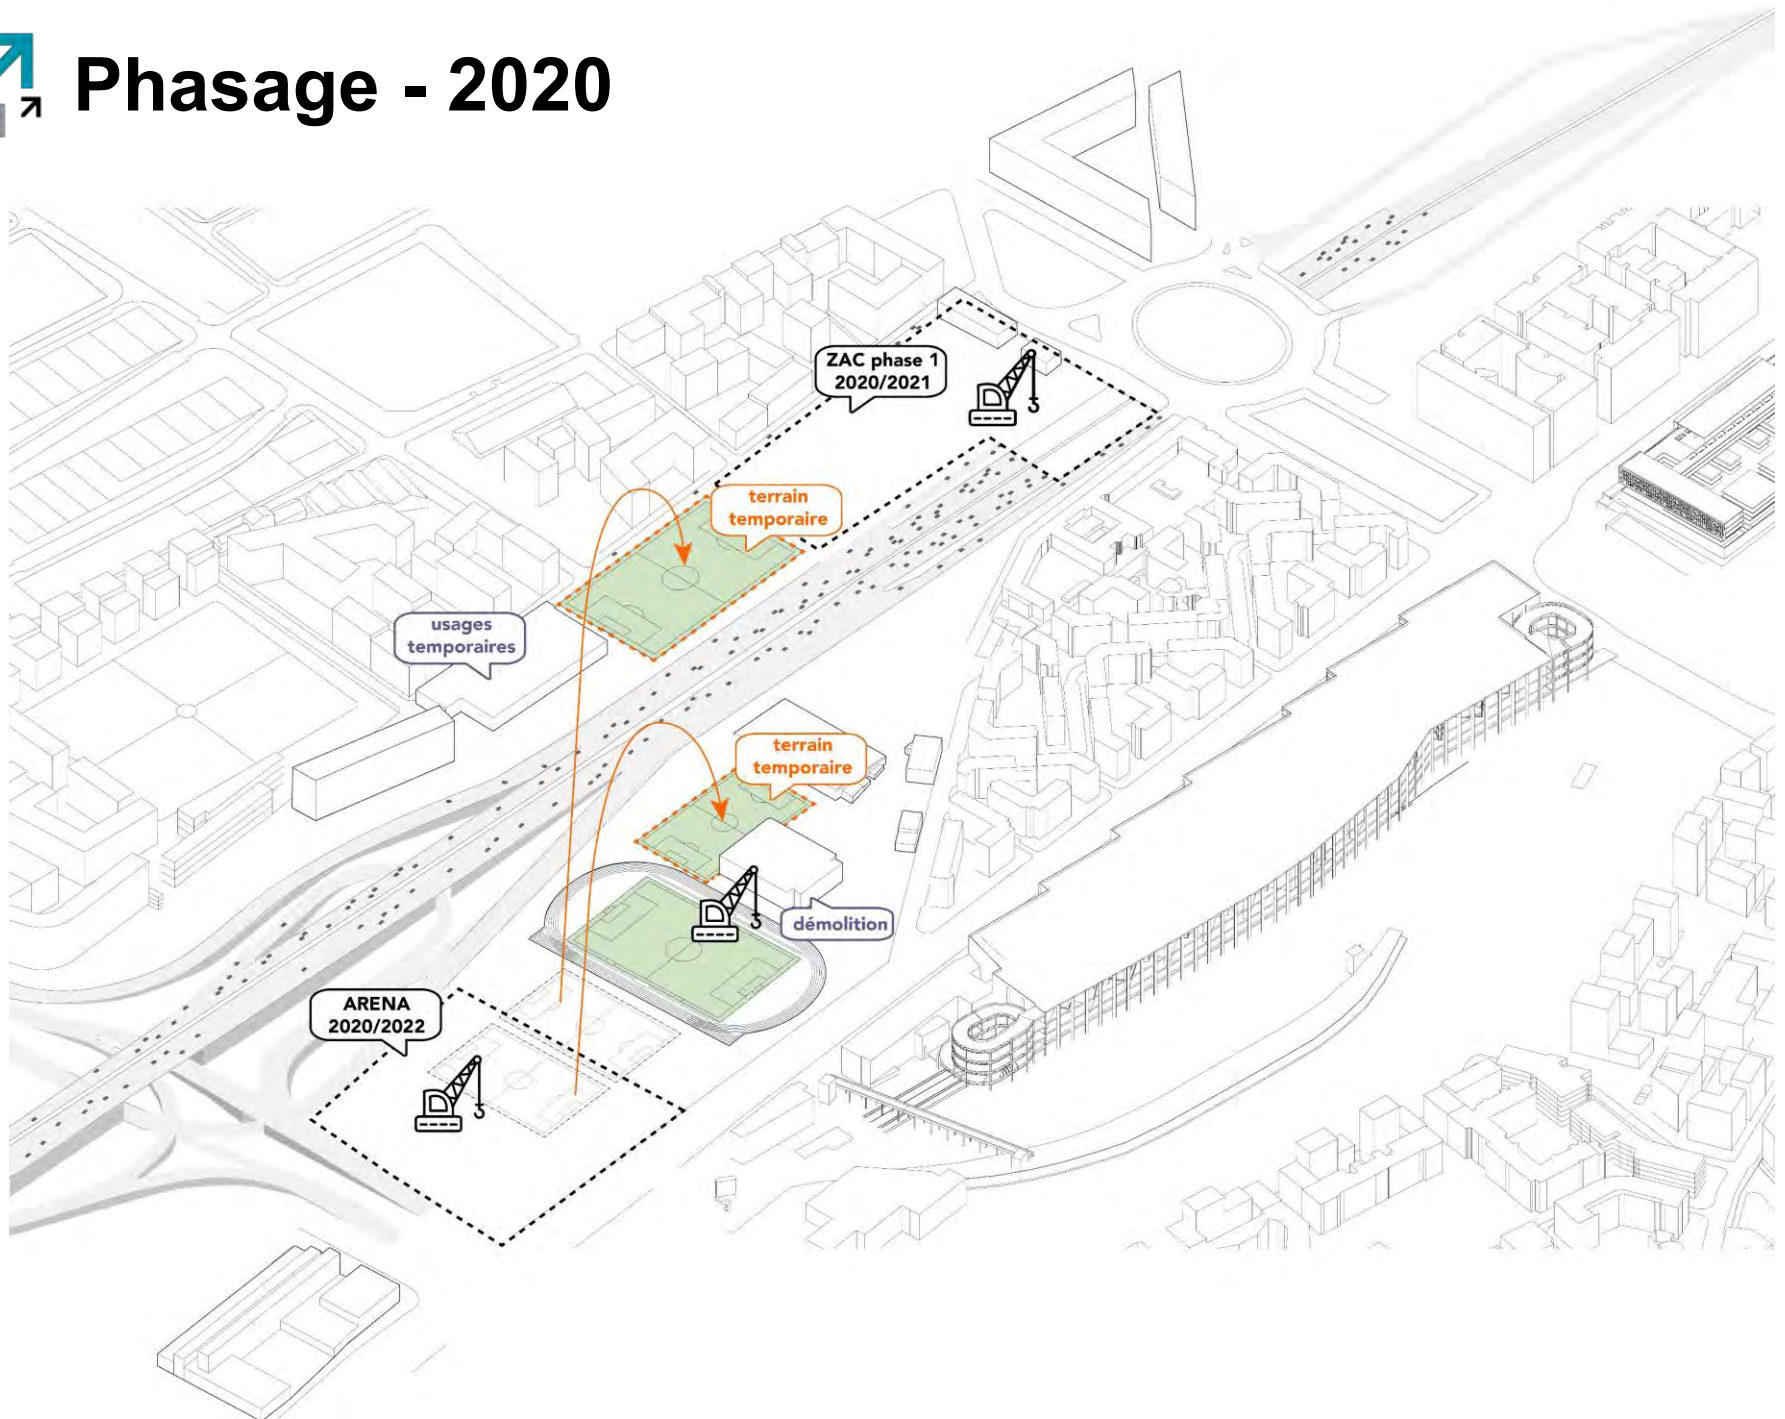 Phasage - 2020
ZAC phase 1
2020/2021
terrain
temporaire
usages
temporaires
terrain
temporaire
démolition
ARENA
2020/2022